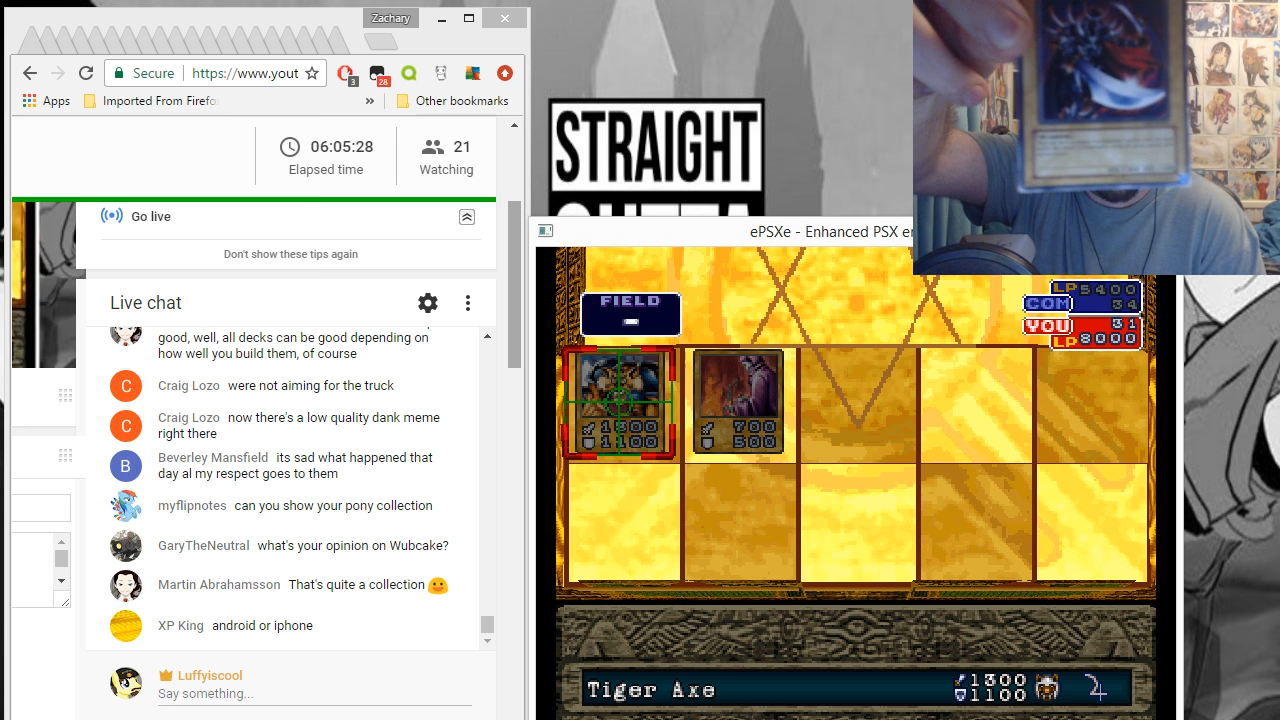 Zachary
Secure
https://www.yout
3
28
Apps
Imported From Firefo
»
Other bookmarks
06:05:28
21
Elapsed time
Watching
Go live
Don't show these tips again
Live chat
good, well, all decks can be good depending on
how well you build them, of course
Craig Lozo were not aiming for the truck
Craig Lozo now there's a low quality dank meme
right there
Beverley Mansfield its sad what happened that
day al my respect goes to them
myflipnotes can you show your pony collection
GaryTheNeutral what's your opinion on Wubcake?
Martin Abrahamsson That's quite a collection
XP King android or iphone
Luffyiscool
Say something...
STRAIGHT
ePSXe - Enhanced PSX e
FIELD
LP 5400
COM 34
YOU 31
LP 8000
1300
1100
700
500
Tiger Axe
1300
1100